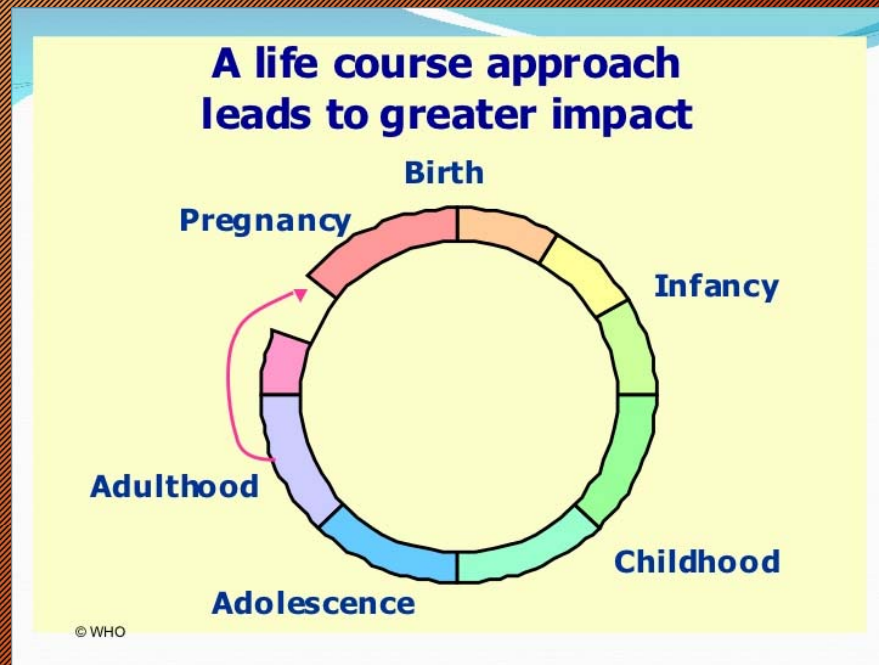 A life course approach
leads to greater impact
Birth
Pregnancy
Infancy
Adulthood
Childhood
Adolescence
© WHO